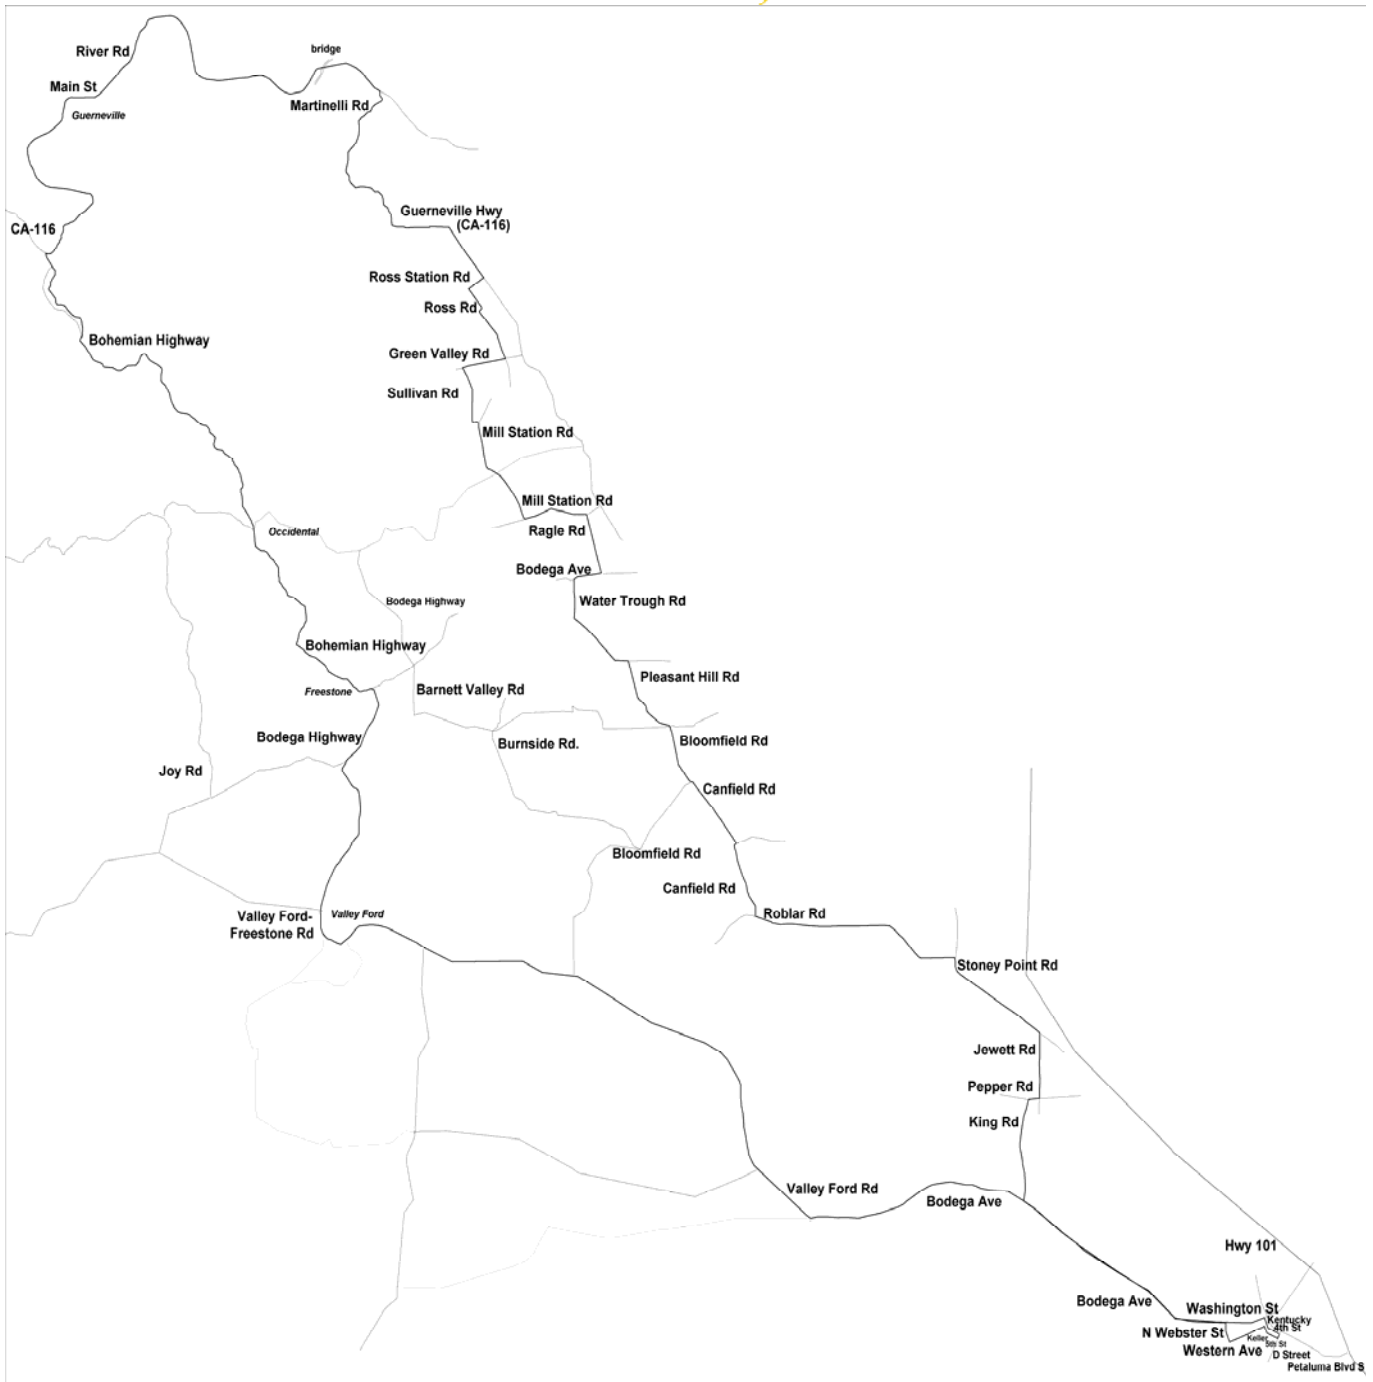 River Rd
bridge
Main St
Martinelli Rd
Guerneville
Guerneville Hwy
(CA-116)
CA-116
Ross Station Rd
Ross Rd
Bohemian Highway
Green Valley Rd
Sullivan Rd
Mill Station Rd
Mill Station Rd
Occidental
Ragle Rd
Bodega Ave
Bodega Highway
Water Trough Rd
Bohemian Highway
Pleasant Hill Rd
Freestone
Barnett Valley Rd
Bodega Highway
Burnside Rd.
Bloomfield Rd
Joy Rd
Canfield Rd
Bloomfield Rd
Canfield Rd
Valley Ford-
Freestone Rd
Valley Ford
Roblar Rd
Stoney Point Rd
Jewett Rd
Pepper Rd
King Rd
Valley Ford Rd
Bodega Ave
Hwy 101
Bodega Ave
Washington St
Kentucky
4th St
N Webster St
Keller
5th St
Western Ave
D Street
Petaluma Blvd S